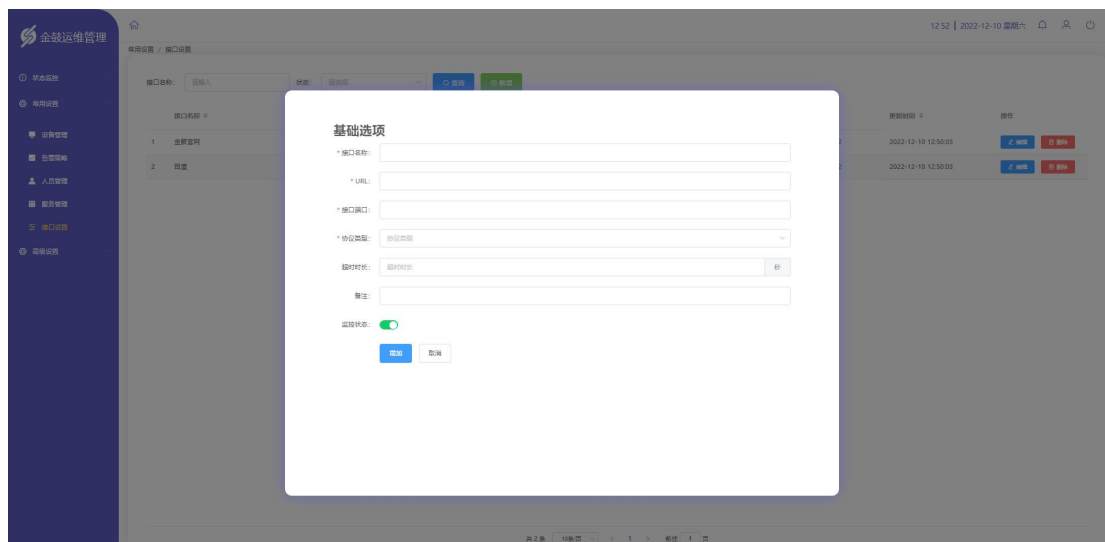 金鼓运维管理
12:52 | 2022-12-10 星期六
常用设置 / 接口设置
状态监控
常用设置
设备管理
告警策略
人员管理
服务管理
接口设置
高级设置
接口名称： 请输入 状态： 请选择 查询 新增
接口名称 更新时间 操作
1 金鼓官网 2022-12-10 12:50:03 编辑 删除
2 百度 2022-12-10 12:50:03 编辑 删除
基础选项
* 接口名称：
* URL:
* 接口端口：
* 协议类型： 协议类型
超时时长： 超时时长 秒
备注：
监控状态：
增加 取消
共 2 条 10条/页 < 1 > 前往 1 页